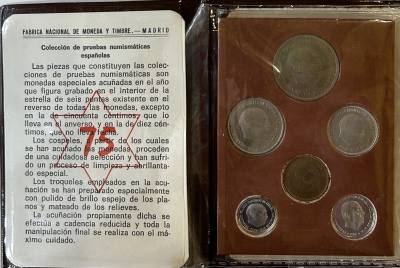 FABRICA NACIONAL DE MONEDA Y TIMBRE. — MADRID
Colección de pruebas numismáticas
españolas
Las piezas que constituyen las colec-
ciones de pruebas numismáticas son
monedas especiales acuñadas en el año
que figura grabado en el interior de la
estrella de seis puntas existente en el
reverso de todas las monedas, excepto
en la de cincuenta céntimos que lo
lleva en el anverso, y en la de diez cén-
timos, que no lleva fecha.
Los cospeles, de los cuales
se han acuñado las monedas, proceden
de una cuidadosa selección y han sufri-
do un proceso de limpieza y abrillanta-
do especial.
Los troqueles empleados en la acu-
ñación se han preparado especialmente
con pulido de brillo espejo de los pla-
nos y mateado de los relieves.
La acuñación propiamente dicha se
efectúa a cadencia reducida y toda la
manipulación final se realiza con el má-
ximo cuidado.
75